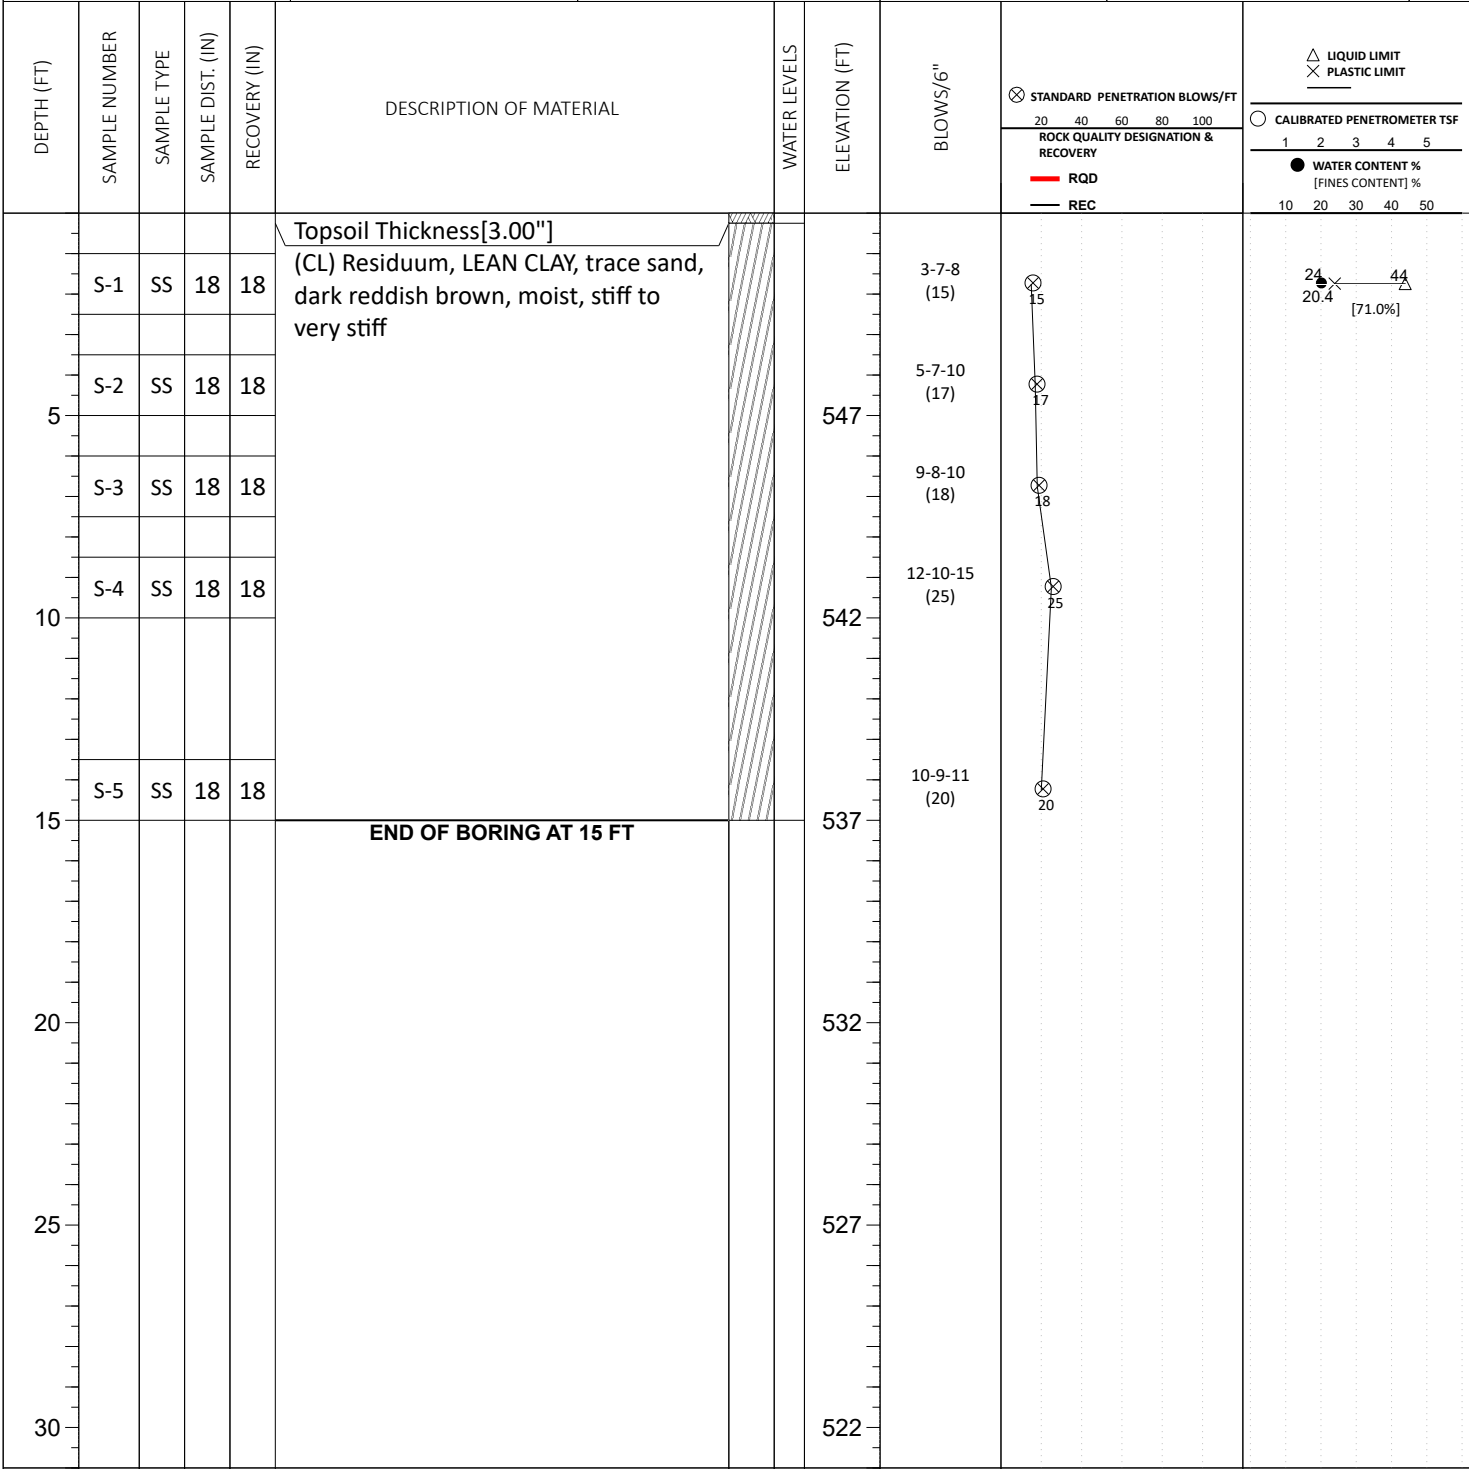 DEPTH (FT)
SAMPLE NUMBER
SAMPLE TYPE
SAMPLE DIST. (IN)
RECOVERY (IN)
DESCRIPTION OF MATERIAL
WATER LEVELS
ELEVATION (FT)
BLOWS/6"
STANDARD PENETRATION BLOWS/FT
20 40 60 80 100
ROCK QUALITY DESIGNATION &
RECOVERY
RQD
REC
LIQUID LIMIT
PLASTIC LIMIT
CALIBRATED PENETROMETER TSF
1 2 3 4 5
WATER CONTENT %
[FINES CONTENT] %
10 20 30 40 50
Topsoil Thickness[3.00"]
(CL) Residuum, LEAN CLAY, trace sand,
dark reddish brown, moist, stiff to
very stiff
S-1 SS 18 18
3-7-8
(15)
15
24
44
20.4
[71.0%]
S-2 SS 18 18
5-7-10
(17)
17
5
547
S-3 SS 18 18
9-8-10
(18)
18
S-4 SS 18 18
12-10-15
(25)
25
10
542
S-5 SS 18 18
10-9-11
(20)
20
15
537
END OF BORING AT 15 FT
20
532
25
527
30
522